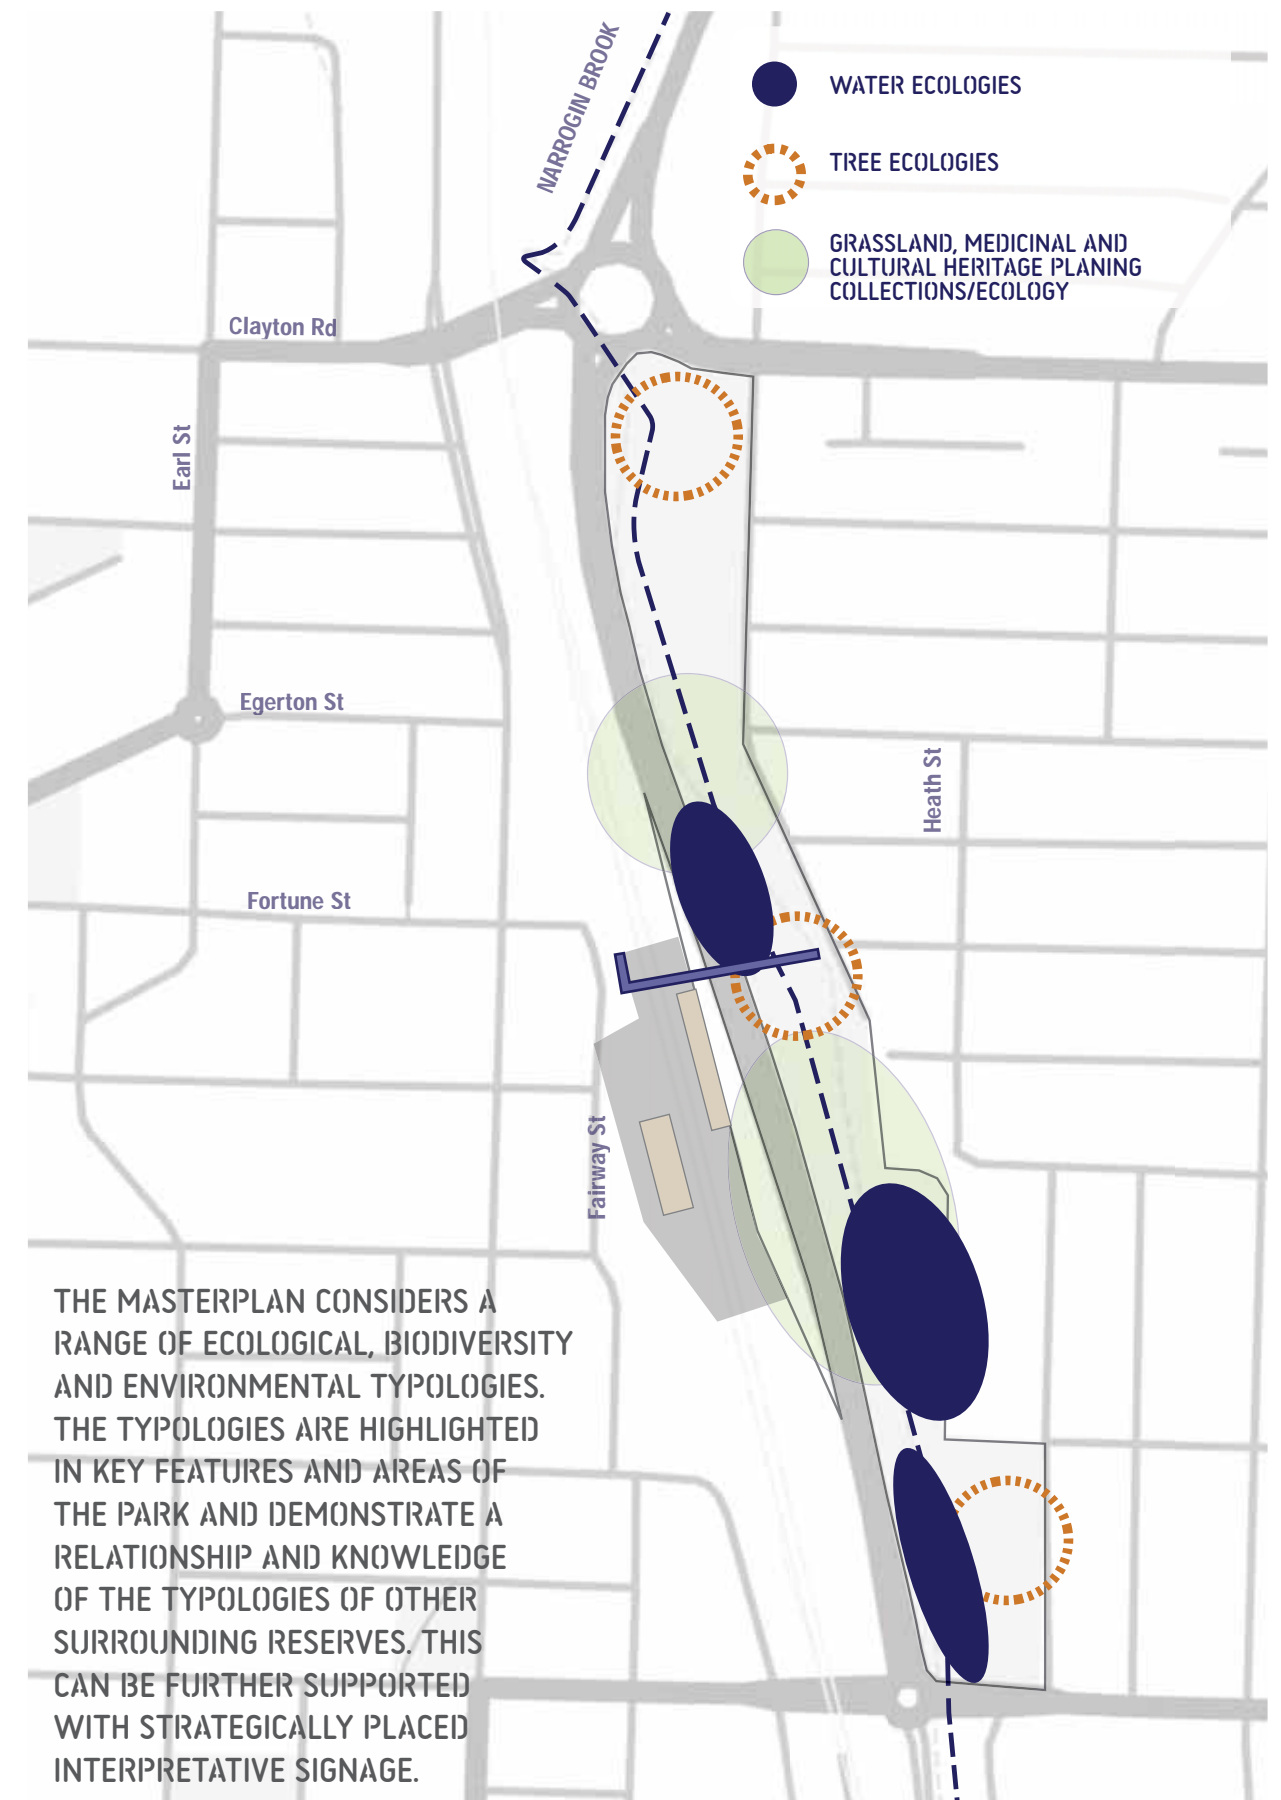 NARROGIN BROOK
WATER ECOLOGIES
TREE ECOLOGIES
GRASSLAND, MEDICINAL AND
CULTURAL HERITAGE PLANING
COLLECTIONS/ECOLOGY
Clayton Rd
Earl St
Egerton St
Heath St
Fortune St
Fairway St
THE MASTERPLAN CONSIDERS A
RANGE OF ECOLOGICAL, BIODIVERSITY
AND ENVIRONMENTAL TYPOLOGIES.
THE TYPOLOGIES ARE HIGHLIGHTED
IN KEY FEATURES AND AREAS OF
THE PARK AND DEMONSTRATE A
RELATIONSHIP AND KNOWLEDGE
OF THE TYPOLOGIES OF OTHER
SURROUNDING RESERVES. THIS
CAN BE FURTHER SUPPORTED
WITH STRATEGICALLY PLACED
INTERPRETATIVE SIGNAGE.